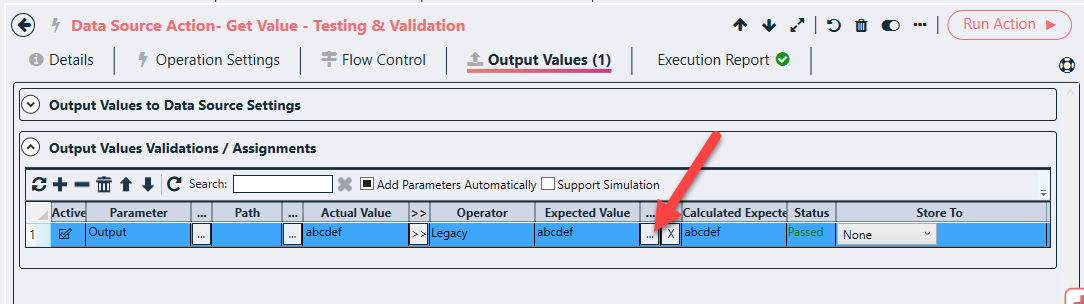 Data Source Action- Get Value - Testing & Validation
Run Action
Details
Operation Settings
Flow Control
Output Values (1)
Execution Report
Output Values to Data Source Settings
Output Values Validations / Assignments
Search:
Add Parameters Automatically
Support Simulation
Active Parameter ... Path ... Actual Value >> Operator Expected Value ... Calculated Expecte Status Store To
1 Output ... ... abcdef >> Legacy abcdef ... X abcdef Passed None